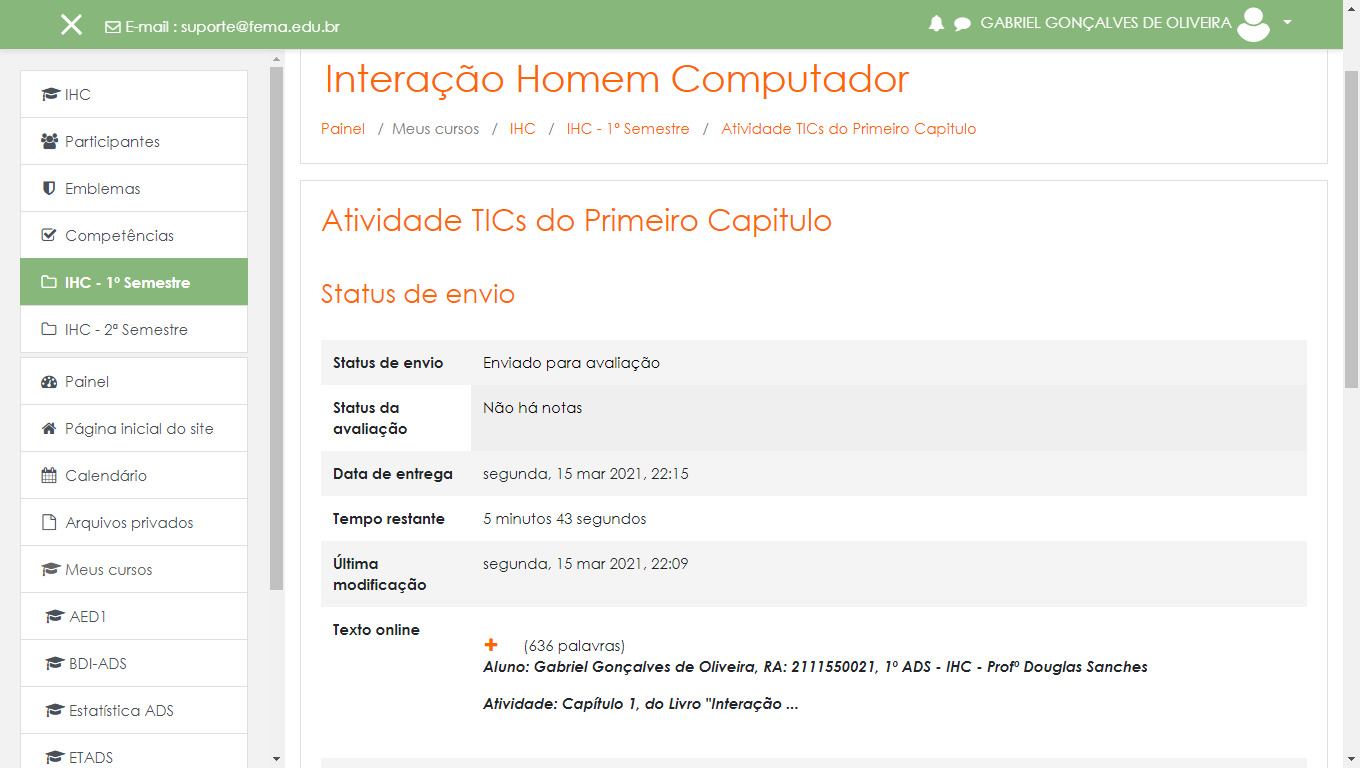 E-mail : suporte@fema.edu.br
GABRIEL GONÇALVES DE OLIVEIRA
IHC
Participantes
Emblemas
Competências
IHC - 1º Semestre
IHC - 2ª Semestre
Painel
Página inicial do site
Calendário
Arquivos privados
Meus cursos
AED1
BDI-ADS
Estatística ADS
ETADS
Interação Homem Computador
Painel / Meus cursos / IHC / IHC - 1º Semestre / Atividade TICs do Primeiro Capitulo
Atividade TICs do Primeiro Capitulo
Status de envio
Status de envio Enviado para avaliação
Status da avaliação Não há notas
Data de entrega segunda, 15 mar 2021, 22:15
Tempo restante 5 minutos 43 segundos
Última modificação segunda, 15 mar 2021, 22:09
Texto online
(636 palavras)
Aluno: Gabriel Gonçalves de Oliveira, RA: 2111550021, 1º ADS - IHC - Profº Douglas Sanches
Atividade: Capítulo 1, do Livro "Interação ...